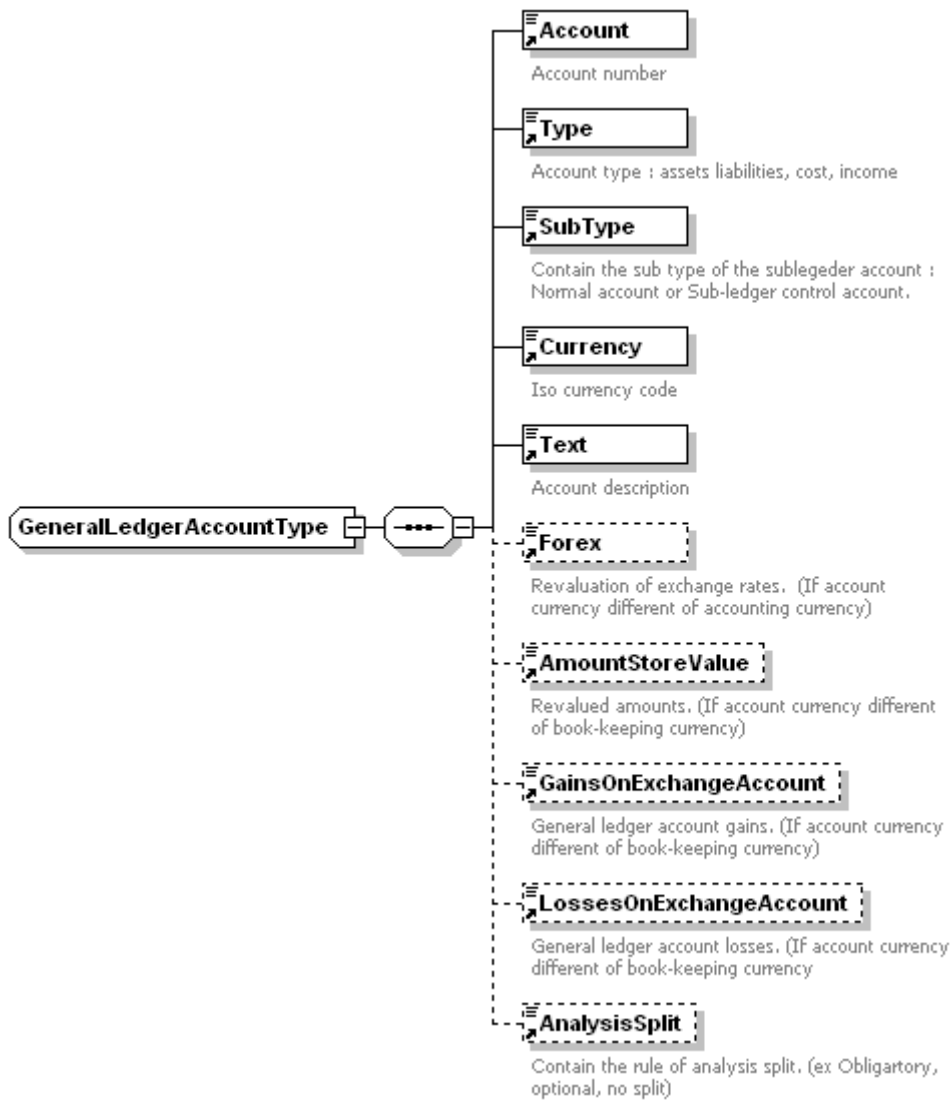 Account
Account number
Type
Account type : assets liabilities, cost, income
SubType
Contain the sub type of the sublegeder account :
Normal account or Sub-ledger control account.
Currency
Iso currency code
Text
Account description
GeneralLedgerAccountType
Forex
Revaluation of exchange rates.  (If account
currency different of accounting currency)
AmountStoreValue
Revalued amounts. (If account currency different
of book-keeping currency)
GainsOnExchangeAccount
General ledger account gains. (If account currency
different of book-keeping currency)
LossesOnExchangeAccount
General ledger account losses. (If account currency
different of book-keeping currency
AnalysisSplit
Contain the rule of analysis split. (ex Obligartory,
optional, no split)